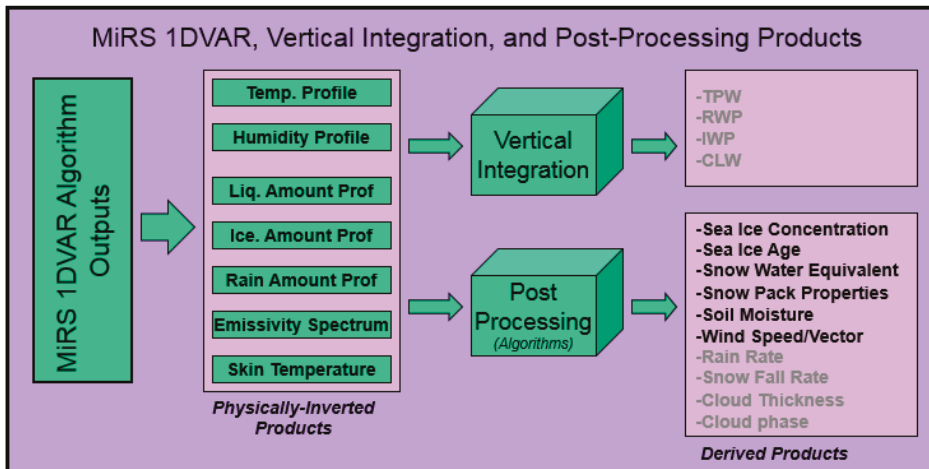 MiRS 1DVAR, Vertical Integration, and Post-Processing Products
MiRS 1DVAR Algorithm
Outputs
Temp. Profile
Humidity Profile
Liq. Amount Prof
Ice. Amount Prof
Rain Amount Prof
Emissivity Spectrum
Skin Temperature
Physically-Inverted
Products
Vertical
Integration
Post
Processing
(Algorithms)
-TPW
-RWP
-IWP
-CLW
-Sea Ice Concentration
-Sea Ice Age
-Snow Water Equivalent
-Snow Pack Properties
-Soil Moisture
-Wind Speed/Vector
-Rain Rate
-Snow Fall Rate
-Cloud Thickness
-Cloud phase
Derived Products